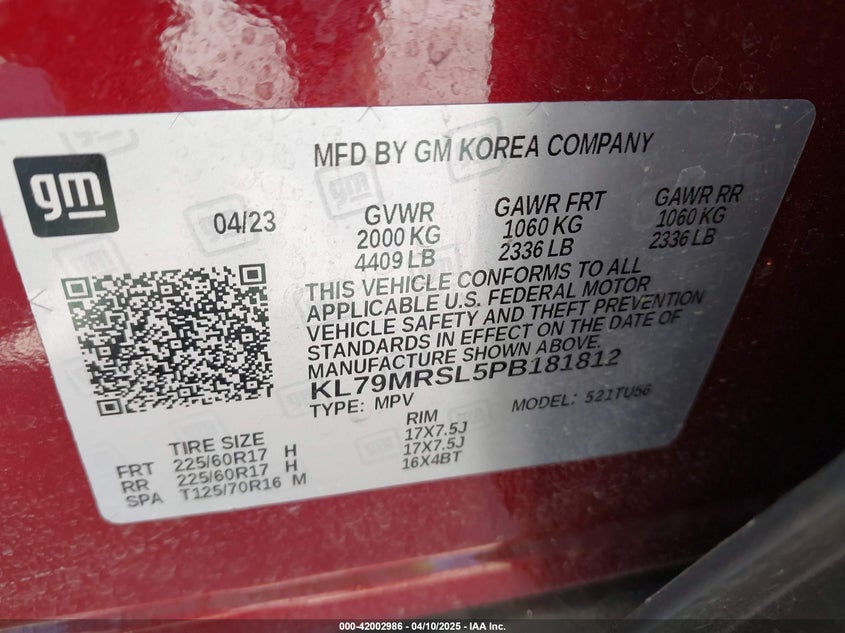 gm
MFD BY GM KOREA COMPANY
04/23
GVWR
2000 KG
4409 LB
GAWR FRT
1060 KG
2336 LB
GAWR RR
1060 KG
2336 LB
THIS VEHICLE CONFORMS TO ALL
APPLICABLE U.S. FEDERAL MOTOR
VEHICLE SAFETY AND THEFT PREVENTION
STANDARDS IN EFFECT ON THE DATE OF
MANUFACTURE SHOWN ABOVE.
KL79MRSL5PB181812
TYPE: MPV MODEL: 521TU56
TIRE SIZE RIM
FRT 225/60R17 H 17X7.5J
RR 225/60R17 H 17X7.5J
SPA T125/70R16 M 16X4BT
000-42002986 - 04/10/2025 - IAA Inc.